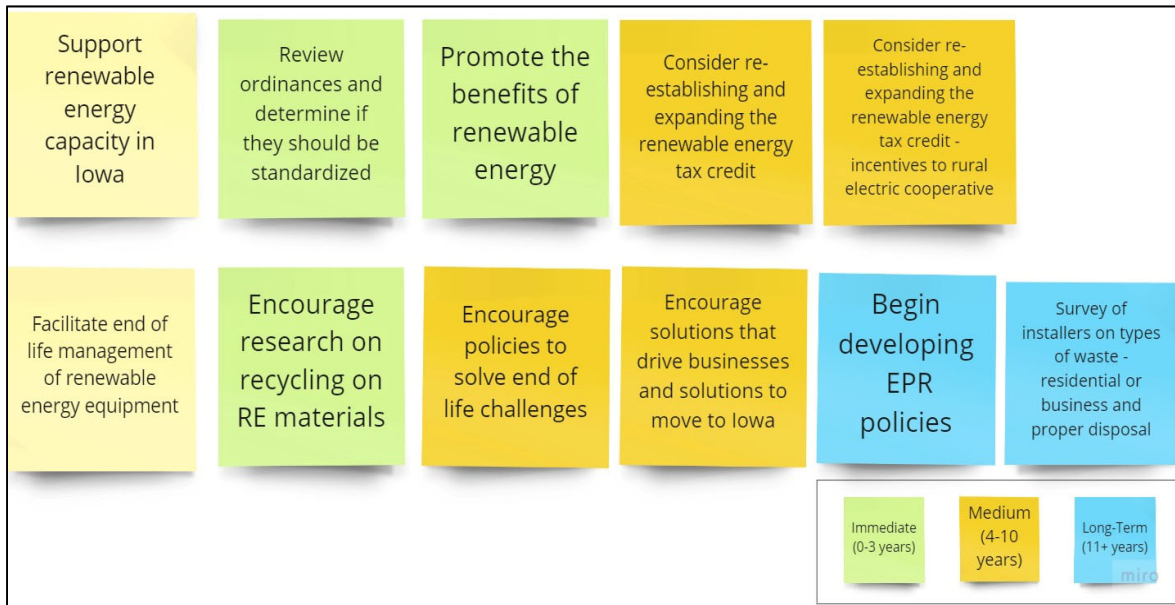 Support
renewable
energy
capacity in
Iowa
Review
ordinances and
determine if
they should be
standardized
Promote the
benefits of
renewable
energy
Consider re-
establishing and
expanding the
renewable energy
tax credit
Consider re-
establishing and
expanding the
renewable energy
tax credit -
incentives to rural
electric cooperative
Facilitate end of
life management
of renewable
energy equipment
Encourage
research on
recycling on
RE materials
Encourage
policies to
solve end of
life challenges
Encourage
solutions that
drive businesses
and solutions to
move to Iowa
Begin
developing
EPR
policies
Survey of
installers on types
of waste -
residential or
business and
proper disposal
Immediate
(0-3 years)
Medium
(4-10
years)
Long-Term
(11+ years)
miro